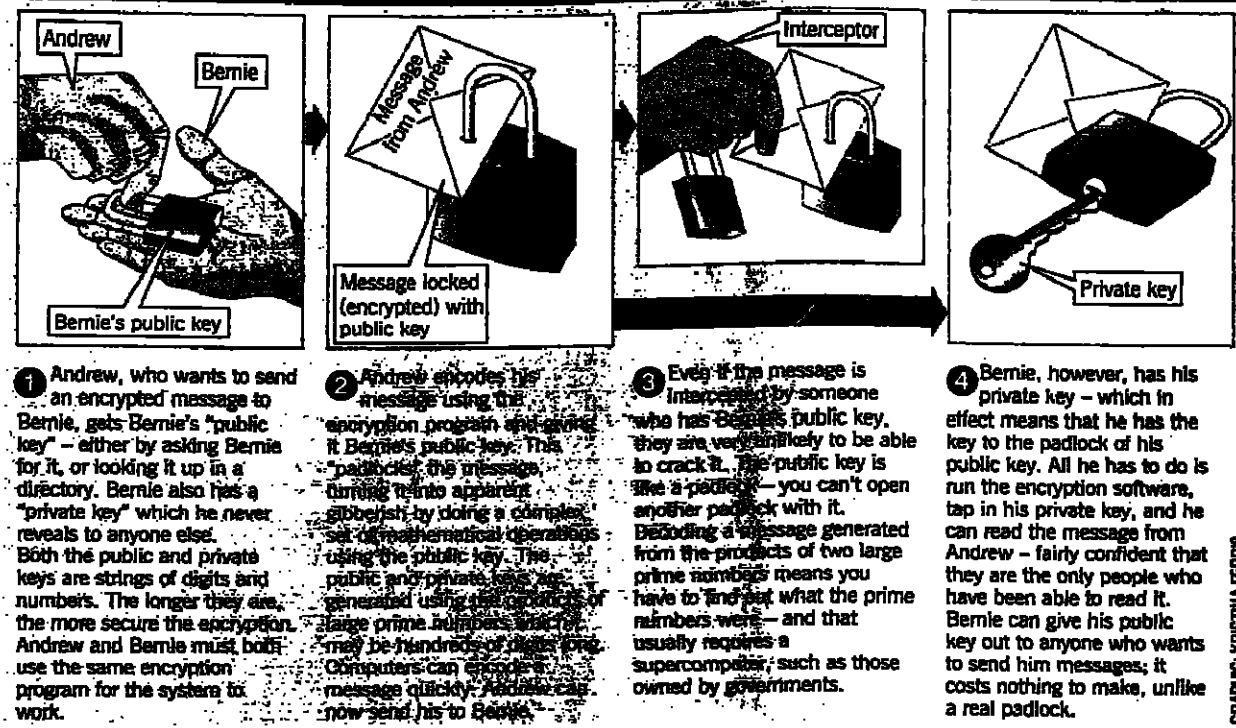 Andrew
Bernie
Bernie's public key
Message
from Andrew
Message locked
(encrypted) with
public key
Interceptor
Private key
1 Andrew, who wants to send
an encrypted message to
Bernie, gets Bernie's "public
key" – either by asking Bernie
for it, or looking it up in a
directory. Bernie also has a
"private key" which he never
reveals to anyone else.
Both the public and private
keys are strings of digits and
numbers. The longer they are,
the more secure the encryption.
Andrew and Bernie must both
use the same encryption
program for the system to
work.
2 Andrew encodes his
message using the
encryption program and giving
it Bernie's public key. This
"padlocks" the message,
turning it into apparent
gibberish by doing a complex
set of mathematical operations
using the public key. The
public and private keys are
generated using the products of
large prime numbers which
may be hundreds of digits long.
Computers can encode a
message quickly. Andrew can
now send his to Bernie.
3 Even if the message is
intercepted by someone
who has Bernie's public key,
they are very unlikely to be able
to crack it. The public key is
like a padlock – you can't open
another padlock with it.
Decoding a message generated
from the products of two large
prime numbers means you
have to find out what the prime
numbers were – and that
usually requires a
supercomputer, such as those
owned by governments.
4 Bernie, however, has his
private key – which in
effect means that he has the
key to the padlock of his
public key. All he has to do is
run the encryption software,
tap in his private key, and he
can read the message from
Andrew – fairly confident that
they are the only people who
have been able to read it.
Bernie can give his public
key out to anyone who wants
to send him messages; it
costs nothing to make, unlike
a real padlock.